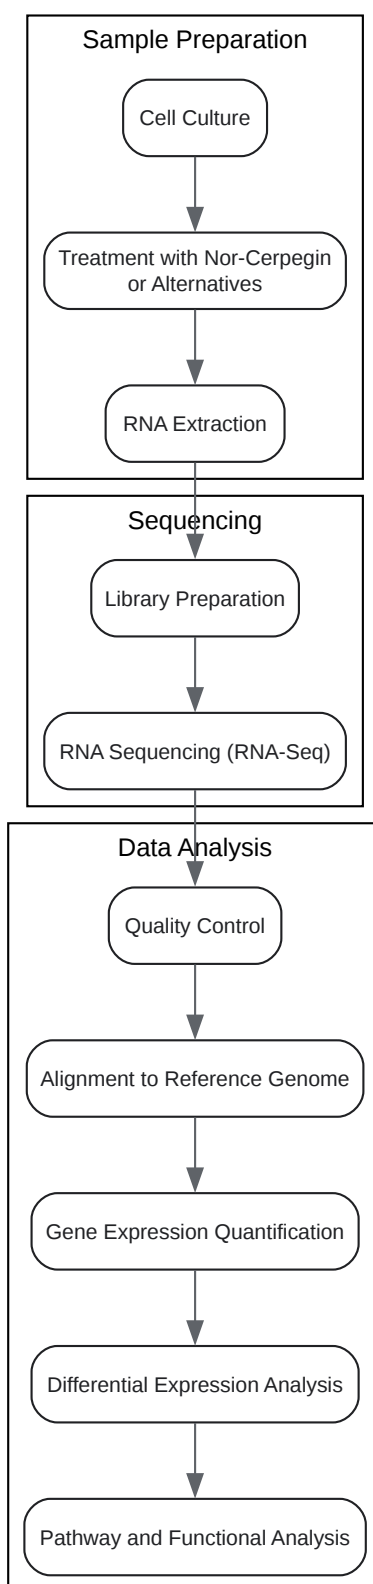 Sample Preparation
Cell Culture
Treatment with Nor-Cerpegin
or Alternatives
RNA Extraction
Sequencing
Library Preparation
RNA Sequencing (RNA-Seq)
Data Analysis
Quality Control
Alignment to Reference Genome
Gene Expression Quantification
Differential Expression Analysis
Pathway and Functional Analysis